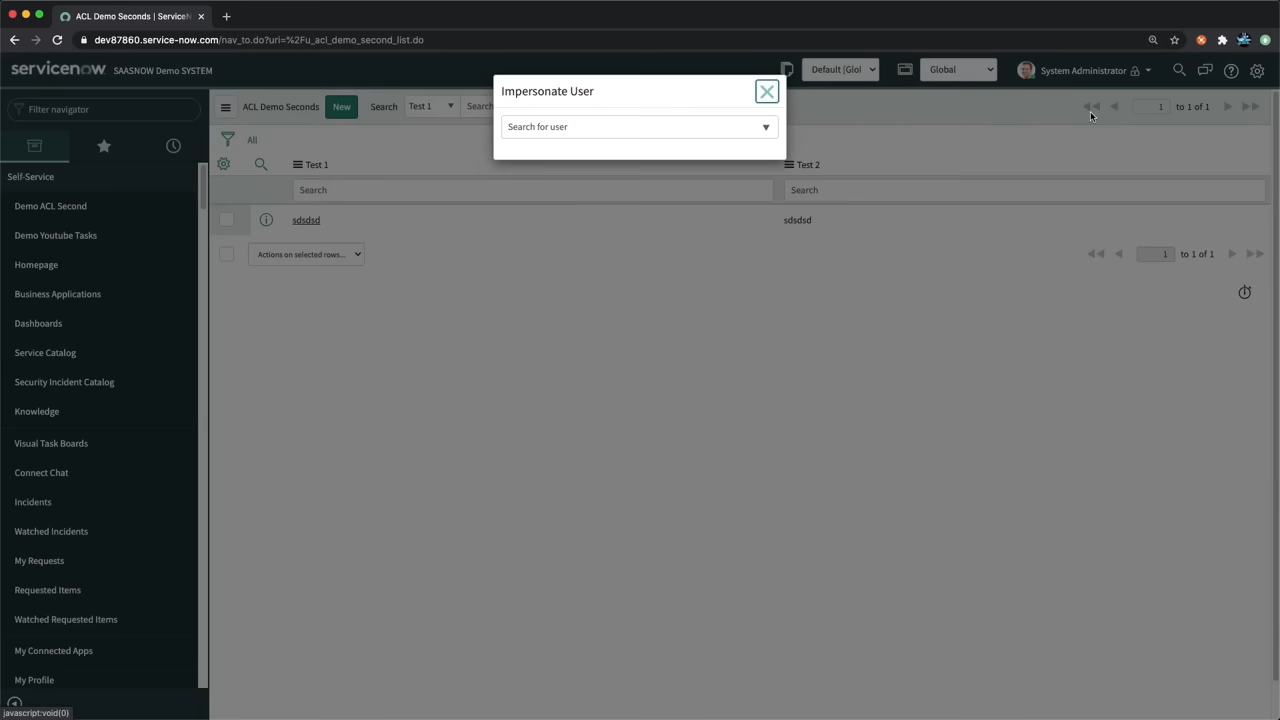 ACL Demo Seconds | ServiceN
dev87860.service-now.com/nav_to.do?uri=%2Fu_acl_demo_second_list.do
servicenow SAASNOW Demo SYSTEM
Default [Glol
Global
System Administrator
Filter navigator
ACL Demo Seconds
New
Search
Test 1
Search
1 to 1 of 1
Impersonate User
Search for user
All
Test 1
Test 2
Search
Search
sdsdsd
sdsdsd
Actions on selected rows...
1 to 1 of 1
Self-Service
Demo ACL Second
Demo Youtube Tasks
Homepage
Business Applications
Dashboards
Service Catalog
Security Incident Catalog
Knowledge
Visual Task Boards
Connect Chat
Incidents
Watched Incidents
My Requests
Requested Items
Watched Requested Items
My Connected Apps
My Profile
javascript:void(0)